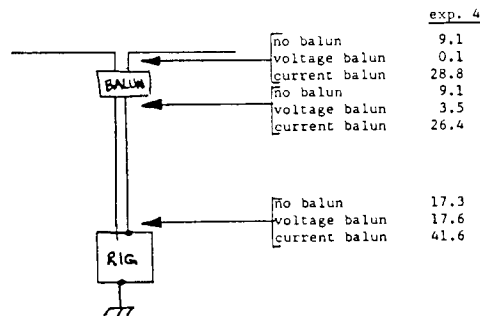 exp. 4
no balun 9.1
voltage balun 0.1
current balun 28.8
BALUN
no balun 9.1
voltage balun 3.5
current balun 26.4
no balun 17.3
voltage balun 17.6
current balun 41.6
RIG